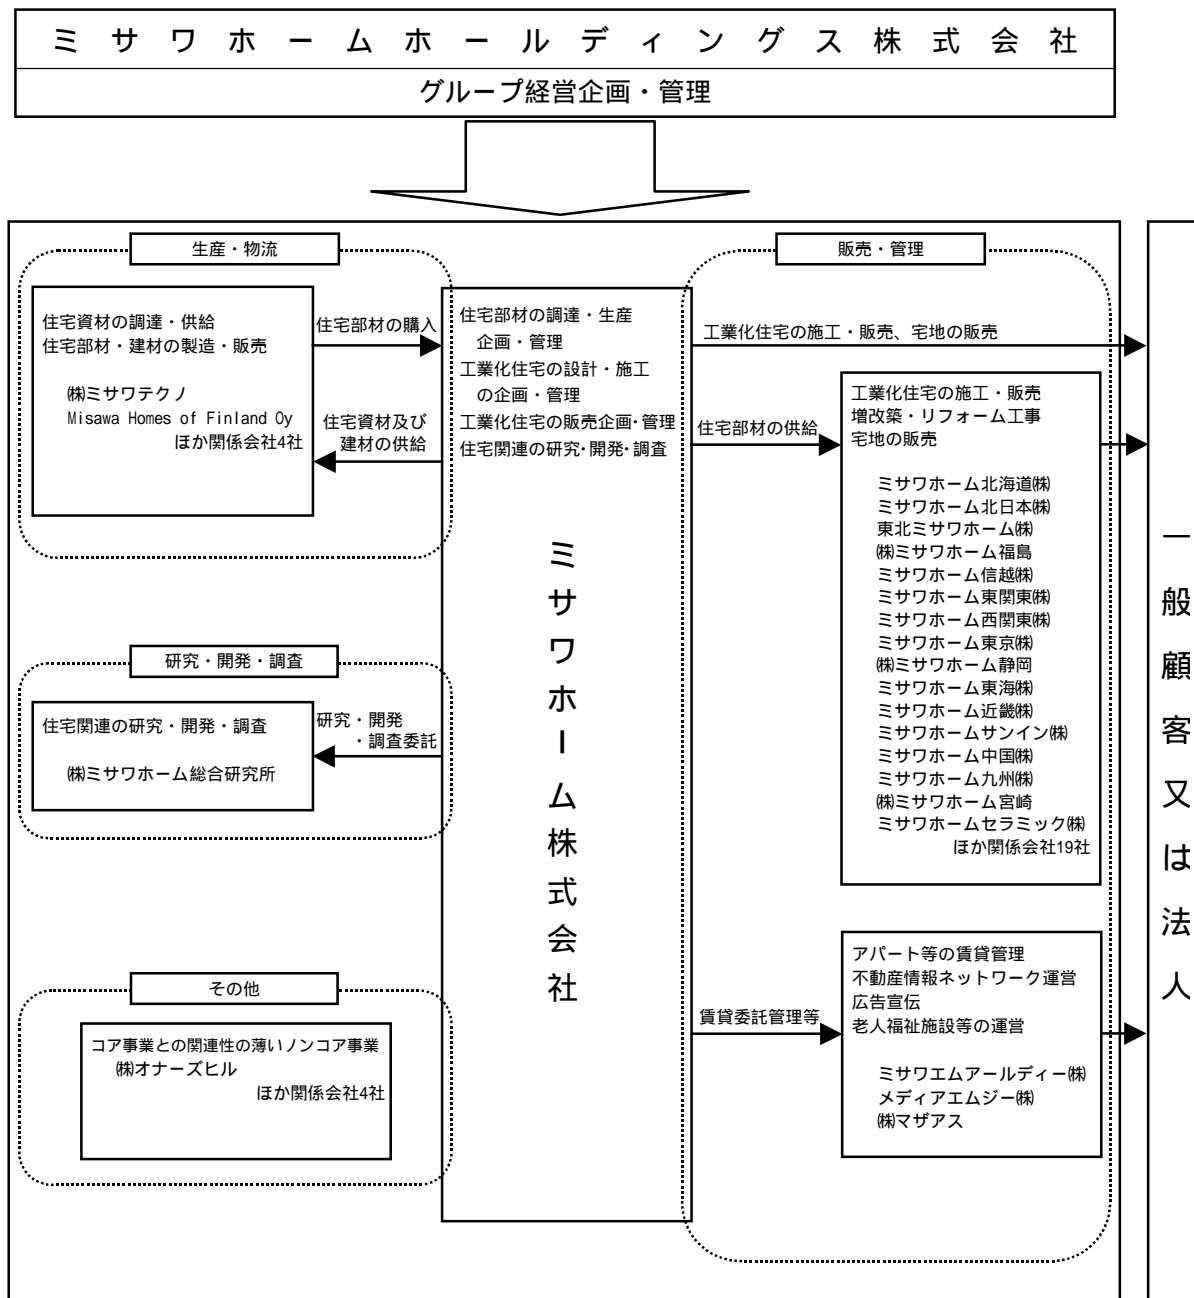 ミサワホームホールディングス株式会社
グループ経営企画・管理
生産・物流
住宅資材の調達・供給
住宅部材・建材の製造・販売
㈱ミサワテクノ
Misawa Homes of Finland Oy
ほか関係会社4社
住宅部材の購入
住宅資材及び
建材の供給
研究・開発・調査
住宅関連の研究・開発・調査
㈱ミサワホーム総合研究所
研究・開発
・調査委託
その他
コア事業との関連性の薄いノンコア事業
㈱オナーズヒル
ほか関係会社4社
住宅部材の調達・生産
企画・管理
工業化住宅の設計・施工
の企画・管理
工業化住宅の販売企画・管理
住宅関連の研究・開発・調査
ミサワホーム株式会社
販売・管理
工業化住宅の施工・販売、宅地の販売
住宅部材の供給
工業化住宅の施工・販売
増改築・リフォーム工事
宅地の販売
ミサワホーム北海道㈱
ミサワホーム北日本㈱
東北ミサワホーム㈱
㈱ミサワホーム福島
ミサワホーム信越㈱
ミサワホーム東関東㈱
ミサワホーム西関東㈱
ミサワホーム東京㈱
㈱ミサワホーム静岡
ミサワホーム東海㈱
ミサワホーム近畿㈱
ミサワホームサンイン㈱
ミサワホーム中国㈱
ミサワホーム九州㈱
㈱ミサワホーム宮崎
ミサワホームセラミック㈱
ほか関係会社19社
賃貸委託管理等
アパート等の賃貸管理
不動産情報ネットワーク運営
広告宣伝
老人福祉施設等の運営
ミサワエムアールディー㈱
メディアエムジー㈱
㈱マザアス
一般顧客又は法人